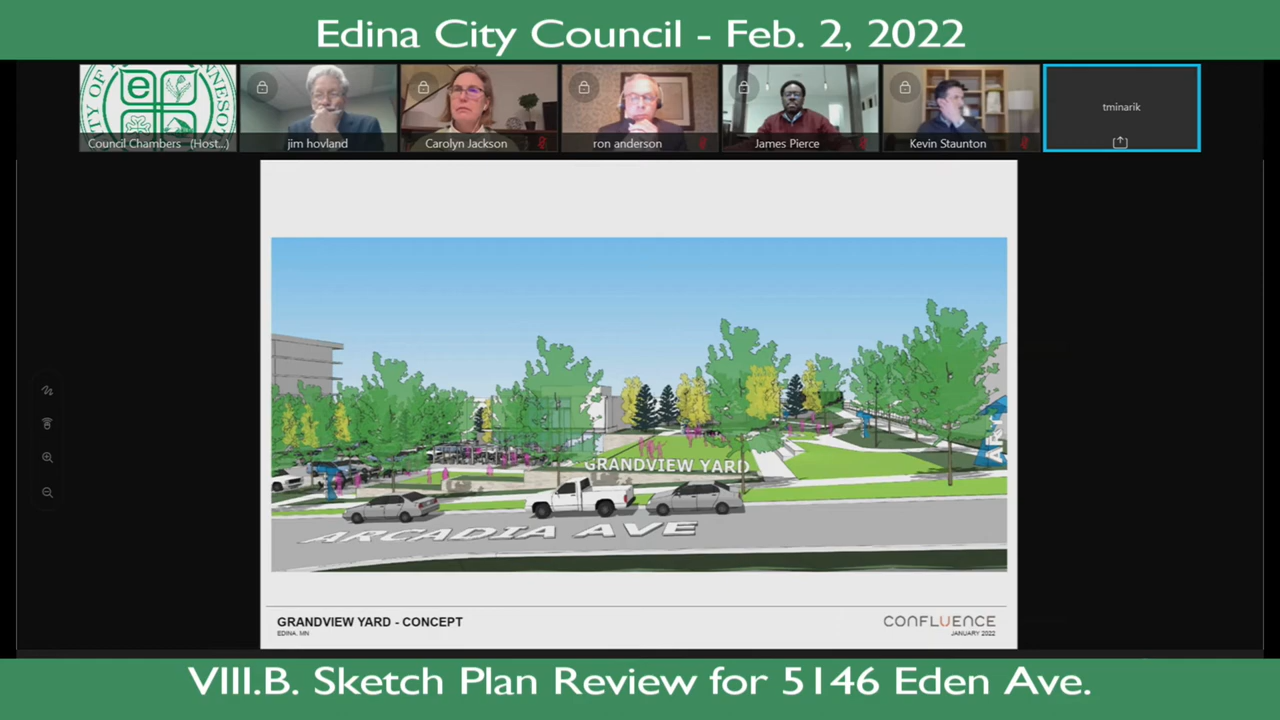 Edina City Council - Feb. 2, 2022
CITY OF
e
Council Chambers (Host...)
jim hovland
Carolyn Jackson
ron anderson
James Pierce
Kevin Staunton
tminarik
GRANDVIEW YARD
ARCADIA AVE
GRANDVIEW YARD - CONCEPT
EDINA, MN
CONFLUENCE
JANUARY 2022
VIII.B. Sketch Plan Review for 5146 Eden Ave.